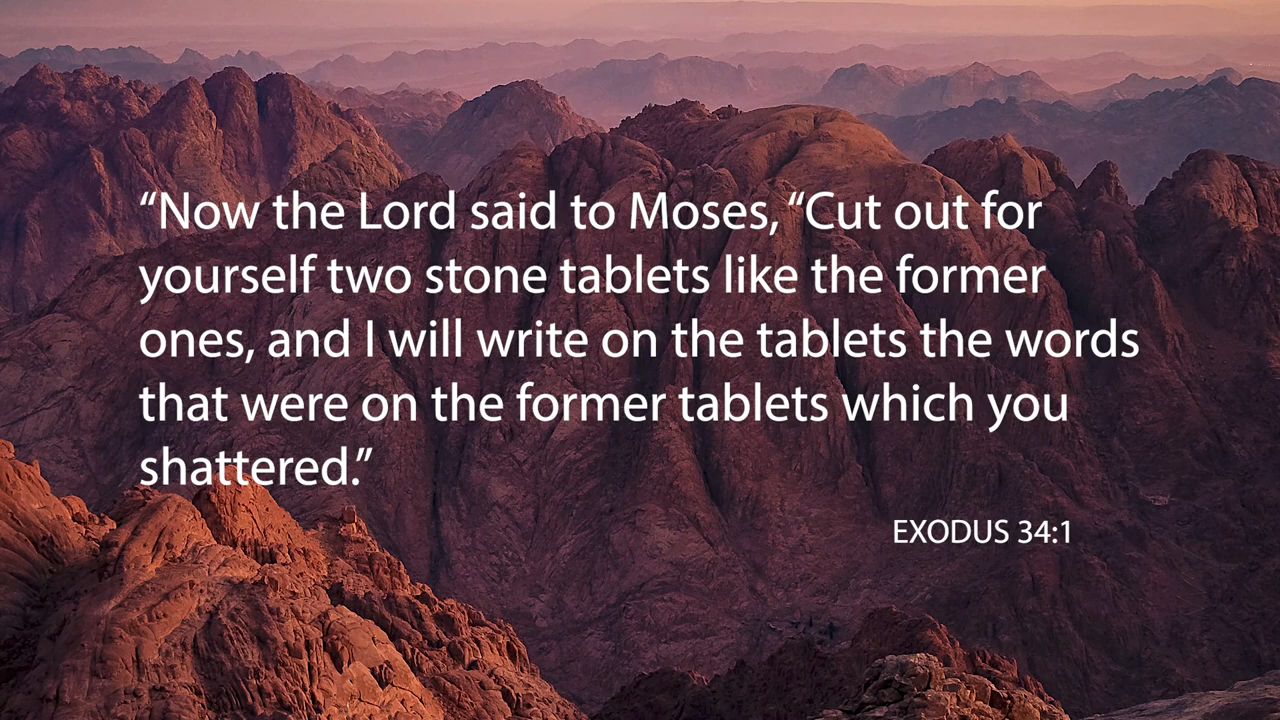 “Now the Lord said to Moses, “Cut out for
yourself two stone tablets like the former
ones, and I will write on the tablets the words
that were on the former tablets which you
shattered.”
EXODUS 34:1